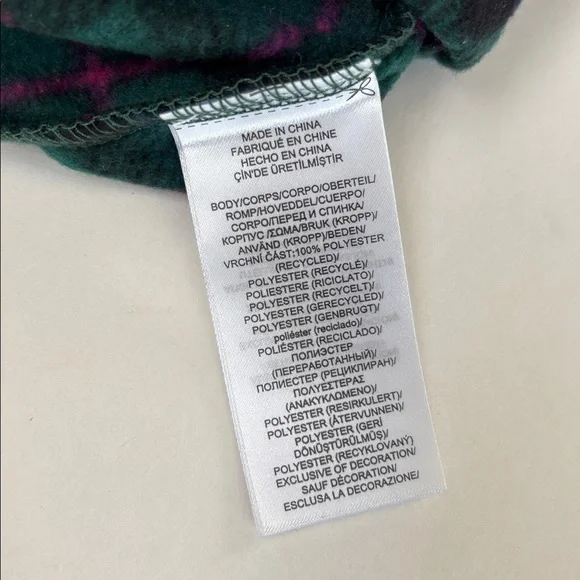 MADE IN CHINA
FABRIQUÉ EN CHINE
HECHO EN CHINA
ÇİN'DE ÜRETİLMİŞTİR
BODY/CORPS/CORPO/OBERTEIL/
ROMP/HOVEDDEL/CUERPO/
CORPO/ПЕРЕД И СПИНКА/
КОРПУС /ΣΩΜΑ/BRUK (KROPP)/
ANVÄND (KROPP)/BEDEN/
VRCHNÍ ČÁST:100% POLYESTER
(RECYCLED)/
POLYESTER (RECYCLÉ)/
POLIESTERE (RICICLATO)/
POLYESTER (RECYCELT)/
POLYESTER (GERECYCLED)/
POLYESTER (GENBRUGT)/
poliéster (reciclado)/
POLIÉSTER (RECICLADO)/
ПОЛИЭСТЕР
(ПЕРЕРАБОТАННЫЙ)/
ПОЛИЕСТЕР (РЕЦИКЛИРАН)/
ΠΟΛΥΕΣΤΕΡΑΣ
(ΑΝΑΚΥΚΛΩΜΕΝΟ)/
POLYESTER (RESIRKULERT)/
POLYESTER (ÅTERVUNNEN)/
POLYESTER (GERİ
DÖNÜŞTÜRÜLMÜŞ)/
POLYESTER (RECYKLOVANÝ)
EXCLUSIVE OF DECORATION/
SAUF DÉCORATION/
ESCLUSA LA DECORAZIONE/